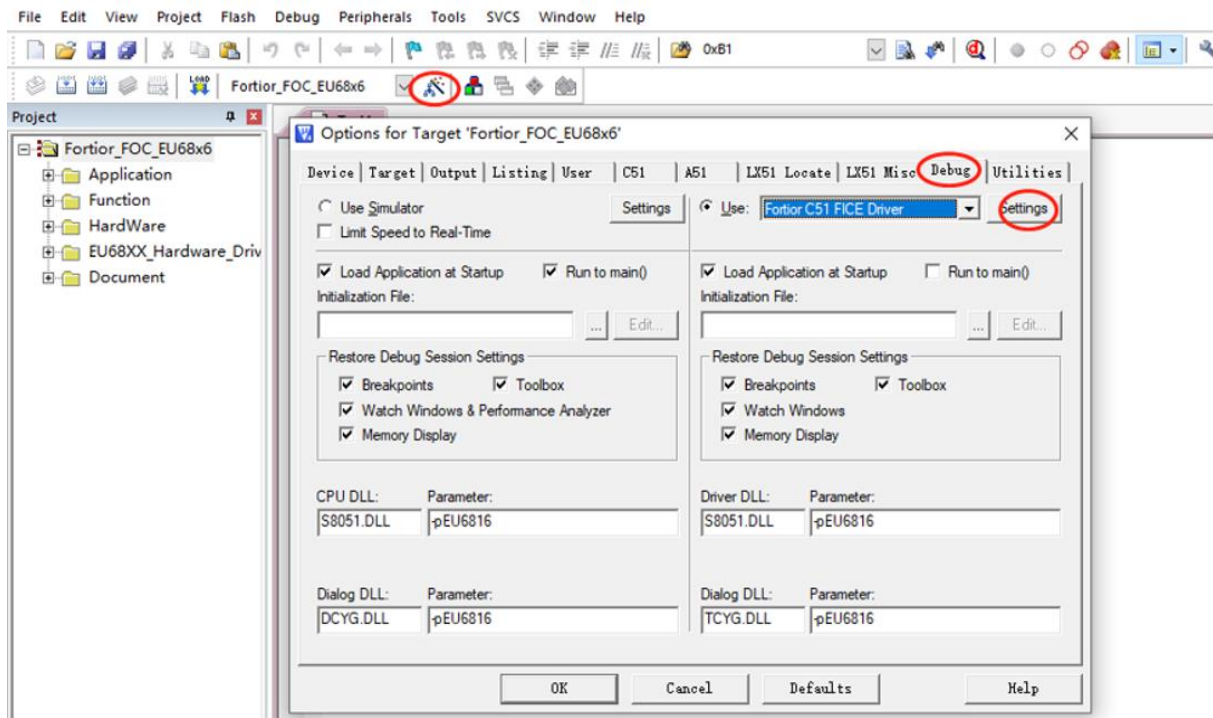 File Edit View Project Flash Debug Peripherals Tools SVCS Window Help
0xB1
LOAD Fortior_FOC_EU68x6
Project
Fortior_FOC_EU68x6
Application
Function
HardWare
EU68XX_Hardware_Driv
Document
Options for Target 'Fortior_FOC_EU68x6'
Device Target Output Listing User C51 A51 LX51 Locate LX51 Misc Debug Utilities
Use Simulator Settings
Limit Speed to Real-Time
Use: Fortior C51 FICE Driver Settings
Load Application at Startup Run to main()
Initialization File:
... Edit...
Restore Debug Session Settings
Breakpoints Toolbox
Watch Windows & Performance Analyzer
Memory Display
CPU DLL: Parameter:
S8051.DLL -pEU6816
Dialog DLL: Parameter:
DCYG.DLL -pEU6816
Load Application at Startup Run to main()
Initialization File:
... Edit...
Restore Debug Session Settings
Breakpoints Toolbox
Watch Windows
Memory Display
Driver DLL: Parameter:
S8051.DLL -pEU6816
Dialog DLL: Parameter:
TCYG.DLL -pEU6816
OK Cancel Defaults Help